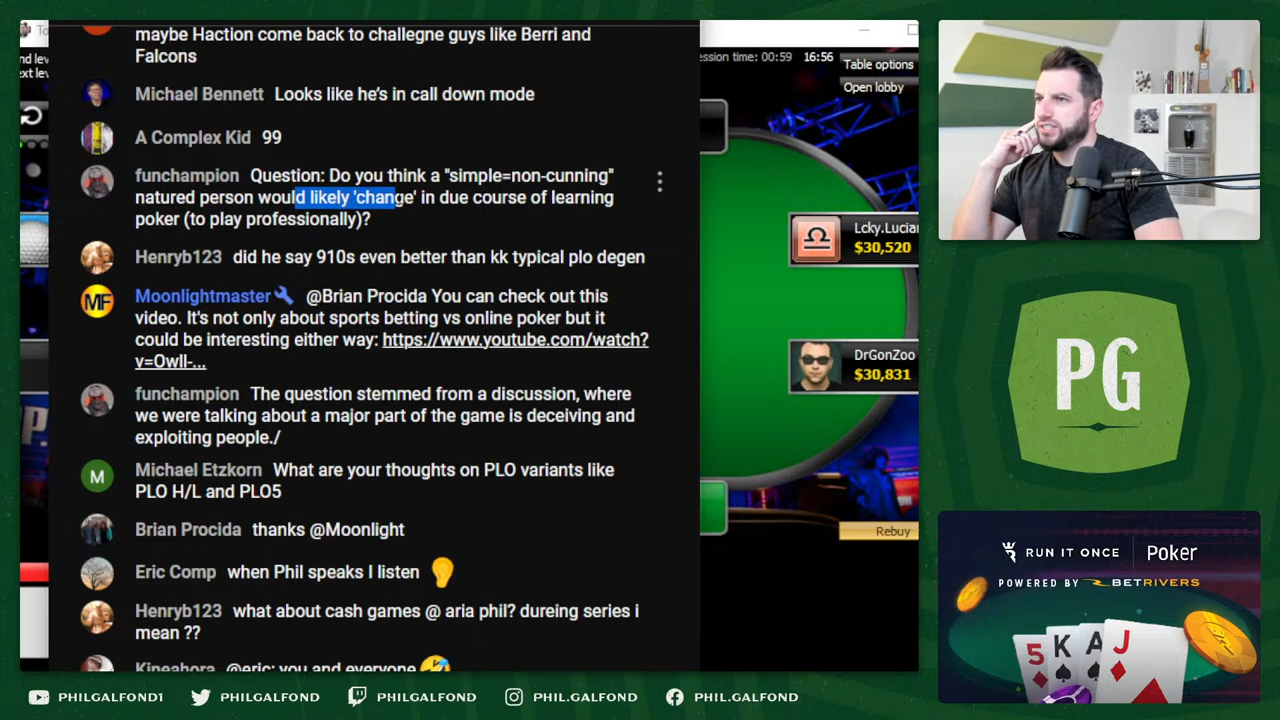 maybe Haction come back to challegne guys like Berri and
Falcons
Michael Bennett Looks like he's in call down mode
A Complex Kid 99
funchampion Question: Do you think a "simple=non-cunning"
natured person would likely 'change' in due course of learning
poker (to play professionally)?
Henryb123 did he say 910s even better than kk typical plo degen
Moonlightmaster @Brian Procida You can check out this
video. It's not only about sports betting vs online poker but it
could be interesting either way: https://www.youtube.com/watch?
v=OwlI-...
funchampion The question stemmed from a discussion, where
we were talking about a major part of the game is deceiving and
exploiting people./
Michael Etzkorn What are your thoughts on PLO variants like
PLO H/L and PLO5
Brian Procida thanks @Moonlight
Eric Comp when Phil speaks I listen
Henryb123 what about cash games @ aria phil? dureing series i
mean ??
Kineahora @eric: you and everyone
MF
M
ession time: 00:59 16:56
Table options
Open lobby
Lcky.Lucia
$30,520
DrGonZoo
$30,831
Rebuy
PG
RUN IT ONCE Poker
POWERED BY BETRIVERS
5 K A J
PHILGALFOND1 PHILGALFOND PHILGALFOND PHIL.GALFOND PHIL.GALFOND